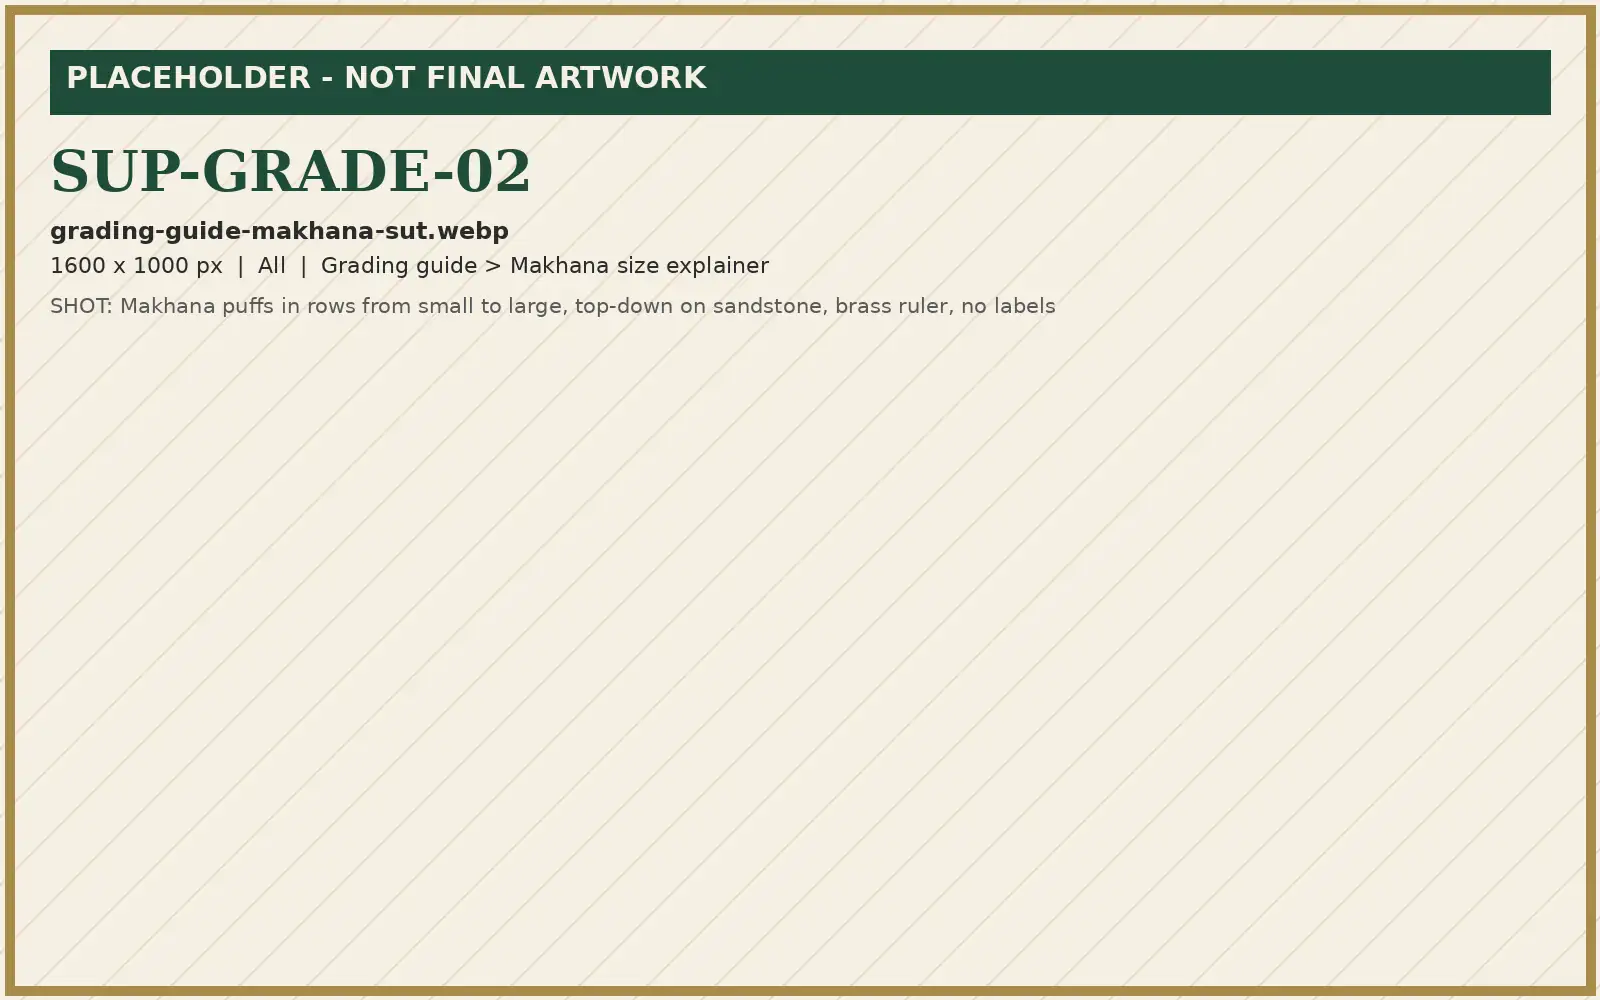 PLACEHOLDER - NOT FINAL ARTWORK
SUP-GRADE-02
grading-guide-makhana-sut.webp
1600 x 1000 px | All | Grading guide > Makhana size explainer
SHOT: Makhana puffs in rows from small to large, top-down on sandstone, brass ruler, no labels